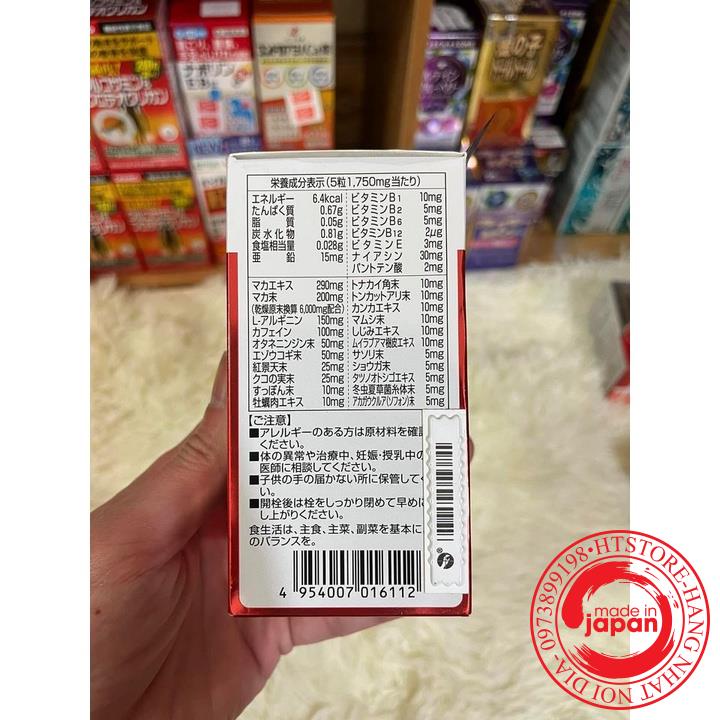 栄養成分表示(5粒1,750mg当たり)
エネルギー 6.4kcal
たんぱく質 0.67g
脂質 0.05g
炭水化物 0.81g
食塩相当量 0.028g
亜鉛 15mg
ビタミンB1 10mg
ビタミンB2 5mg
ビタミンB6 5mg
ビタミンB12 2μg
ビタミンE 3mg
ナイアシン 30mg
パントテン酸 2mg
マカエキス 290mg
マカ末 200mg
(乾燥原末換算 6,000mg配合)
L-アルギニン 150mg
カフェイン 100mg
オタネニンジン末 50mg
エゾウコギ末 50mg
紅景天末 25mg
クコの実末 25mg
すっぽん末 10mg
牡蠣肉エキス 10mg
トナカイ角末 10mg
トンカットアリ末 10mg
カンカエキス 10mg
マムシ末 10mg
しじみエキス 10mg
ムイラプアマ樹皮エキス 10mg
サソリ末 5mg
ショウガ末 5mg
タツノオトシゴエキス 5mg
冬虫夏草菌糸体末 5mg
アカガウクルア(ソフォン)末 5mg
【ご注意】
■アレルギーのある方は原材料を確認
ください。
■体の異常や治療中、妊娠・授乳中の
医師に相談してください。
■子供の手の届かない所に保管してく
い。
■開栓後は栓をしっかり閉めて早めに
し上がりください。
食生活は、主食、主菜、副菜を基本に
のバランスを。
4 954007 016112
0973899198•HTSTORE-HANG NHAT NOI DIA-
made in
japan